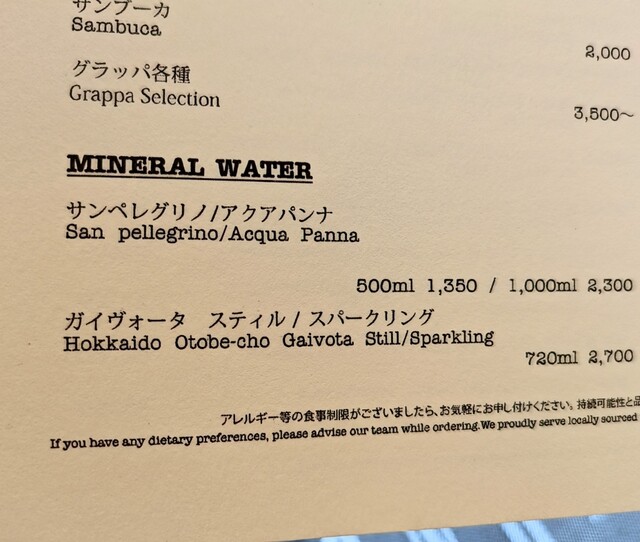 サンブーカ
Sambuca
2,000
グラッパ各種
Grappa Selection
3,500～
MINERAL WATER
サンペレグリノ/アクアパンナ
San pellegrino/Acqua Panna
500ml 1,350 / 1,000ml 2,300
ガイヴォータ スティル / スパークリング
Hokkaido Otobe-cho Gaivota Still/Sparkling
720ml 2,700
アレルギー等の食事制限がございましたら、お気軽にお申し付けください。持続可能性と品
If you have any dietary preferences, please advise our team while ordering. We proudly serve locally sourced